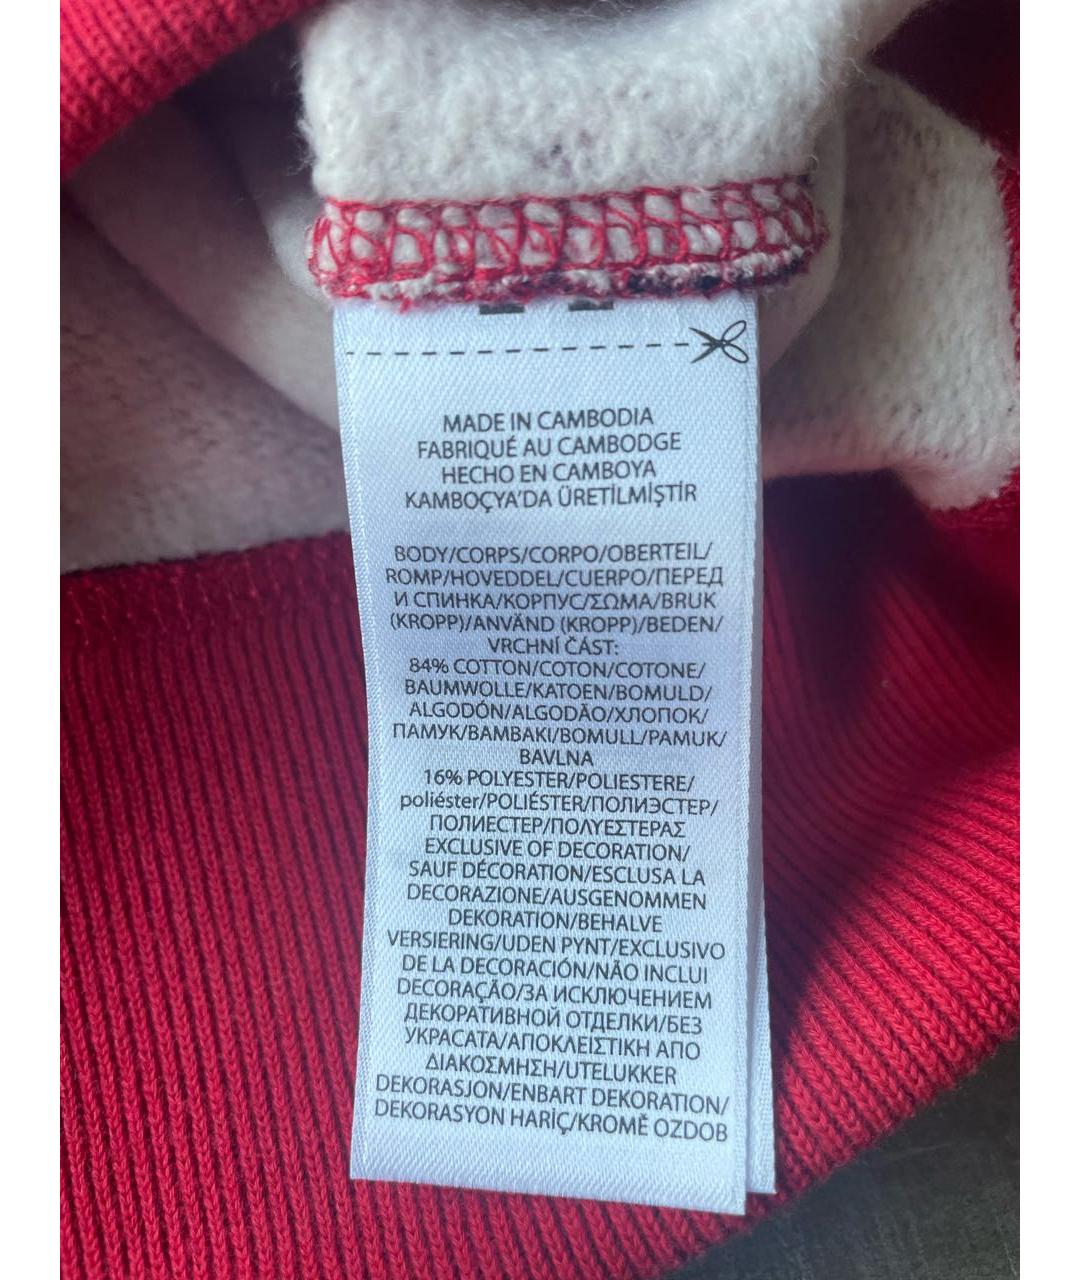 MADE IN CAMBODIA
FABRIQUÉ AU CAMBODGE
HECHO EN CAMBOYA
KAMBOÇYA'DA ÜRETİLMİŞTİR
BODY/CORPS/CORPO/OBERTEIL/
ROMP/HOVEDDEL/CUERPO/ПЕРЕД
И СПИНКА/КОРПУС/ΣΩΜΑ/BRUK
(KROPP)/ANVÄND (KROPP)/BEDEN/
VRCHNÍ ČÁST:
84% COTTON/COTON/COTONE/
BAUMWOLLE/KATOEN/BOMULD/
ALGODÓN/ALGODÃO/ХЛОПОК/
ПАМУК/ΒΑΜΒΑΚΙ/BOMULL/PAMUK/
BAVLNA
16% POLYESTER/POLIESTERE/
poliéster/POLIÉSTER/ПОЛИЭСТЕР/
ПОЛИЕСТЕР/ΠΟΛΥΕΣΤΕΡΑΣ
EXCLUSIVE OF DECORATION/
SAUF DÉCORATION/ESCLUSA LA
DECORAZIONE/AUSGENOMMEN
DEKORATION/BEHALVE
VERSIERING/UDEN PYNT/EXCLUSIVO
DE LA DECORACIÓN/NÃO INCLUI
DECORAÇÃO/ЗА ИСКЛЮЧЕНИЕМ
ДЕКОРАТИВНОЙ ОТДЕЛКИ/БЕЗ
УКРАСАТА/ΑΠΟΚΛΕΙΣΤΙΚΗ ΑΠΟ
ΔΙΑΚΟΣΜΗΣΗ/UTELUKKER
DEKORASJON/ENBART DEKORATION/
DEKORASYON HARİÇ/KROMĚ OZDOB